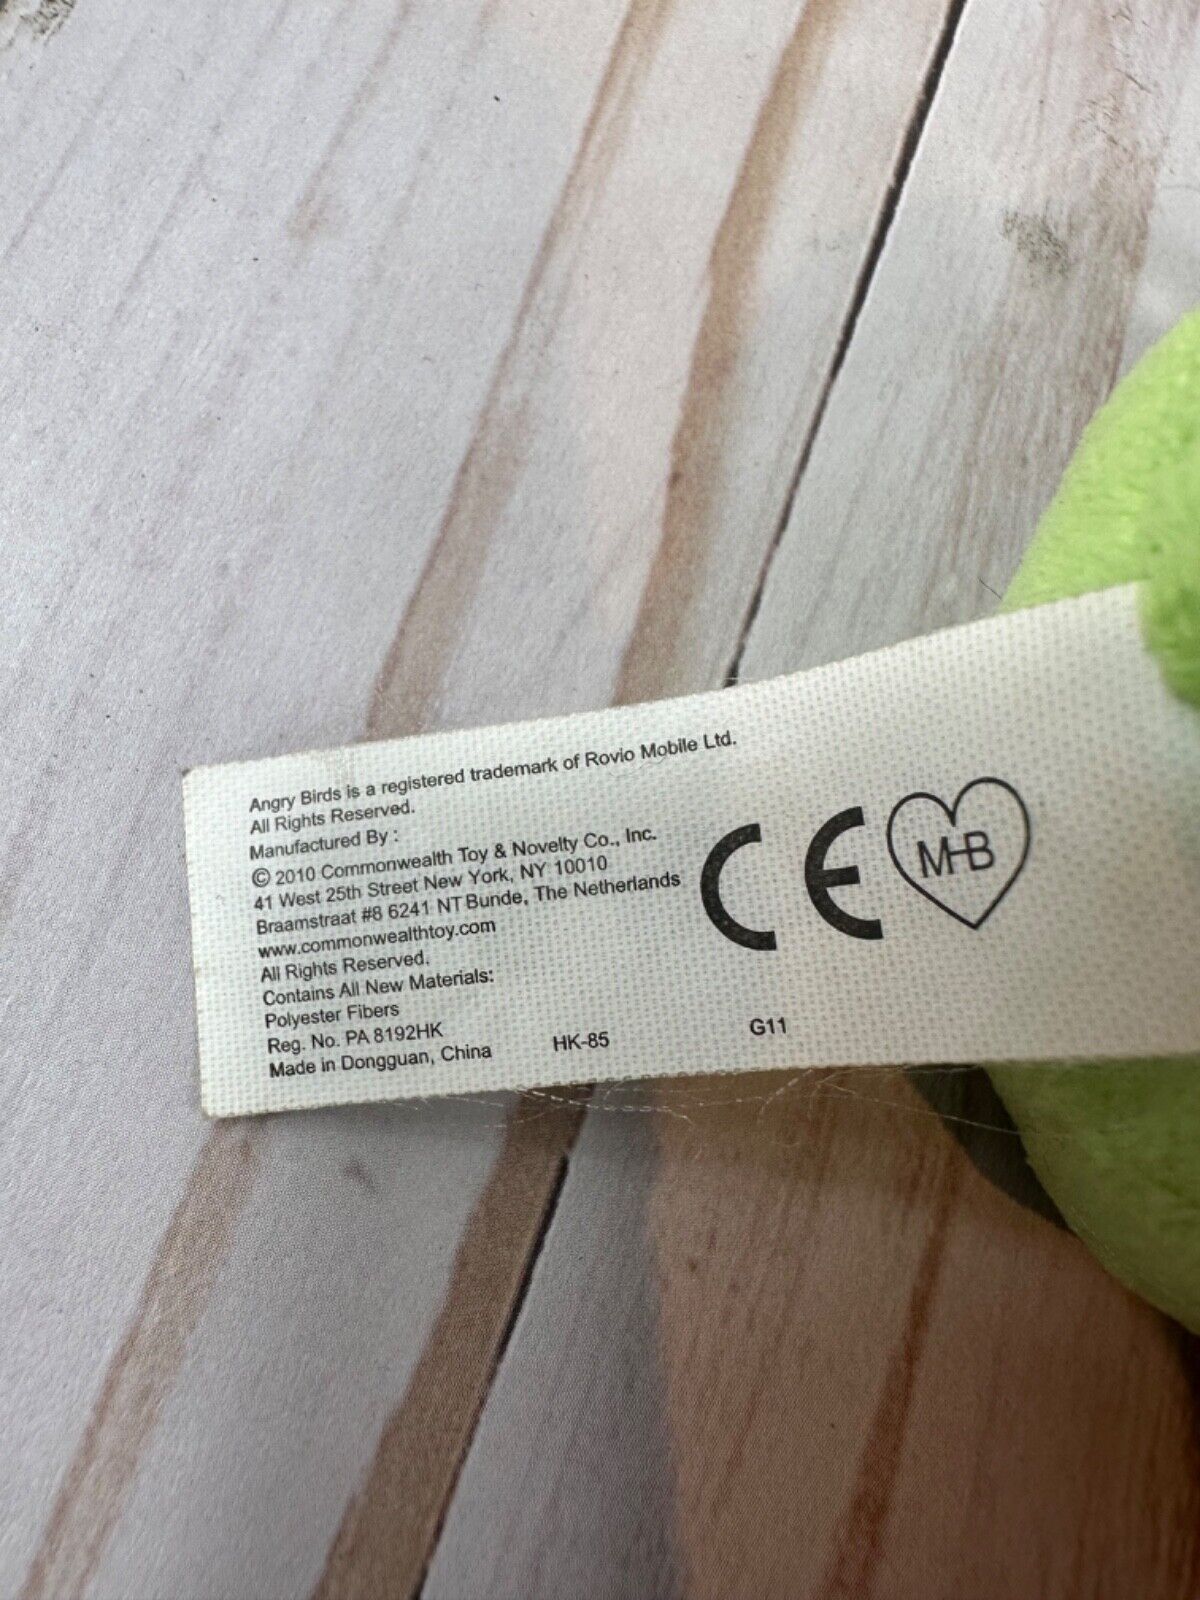 Angry Birds is a registered trademark of Rovio Mobile Ltd.
All Rights Reserved.
Manufactured By :
© 2010 Commonwealth Toy & Novelty Co., Inc.
41 West 25th Street New York, NY 10010
Braamstraat #8 6241 NT Bunde, The Netherlands
www.commonwealthtoy.com
All Rights Reserved.
Contains All New Materials:
Polyester Fibers
Reg. No. PA 8192HK
Made in Dongguan, China HK-85 G11
CE
MHB